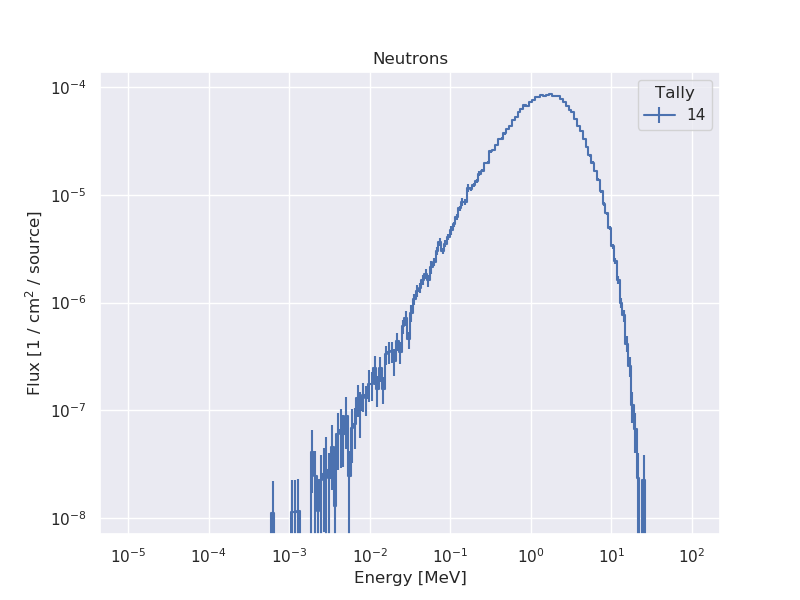 Neutrons
Tally
14
Flux [1 / cm² / source]
10⁻⁴
10⁻⁵
10⁻⁶
10⁻⁷
10⁻⁸
10⁻⁵ 10⁻⁴ 10⁻³ 10⁻² 10⁻¹ 10⁰ 10¹ 10²
Energy [MeV]